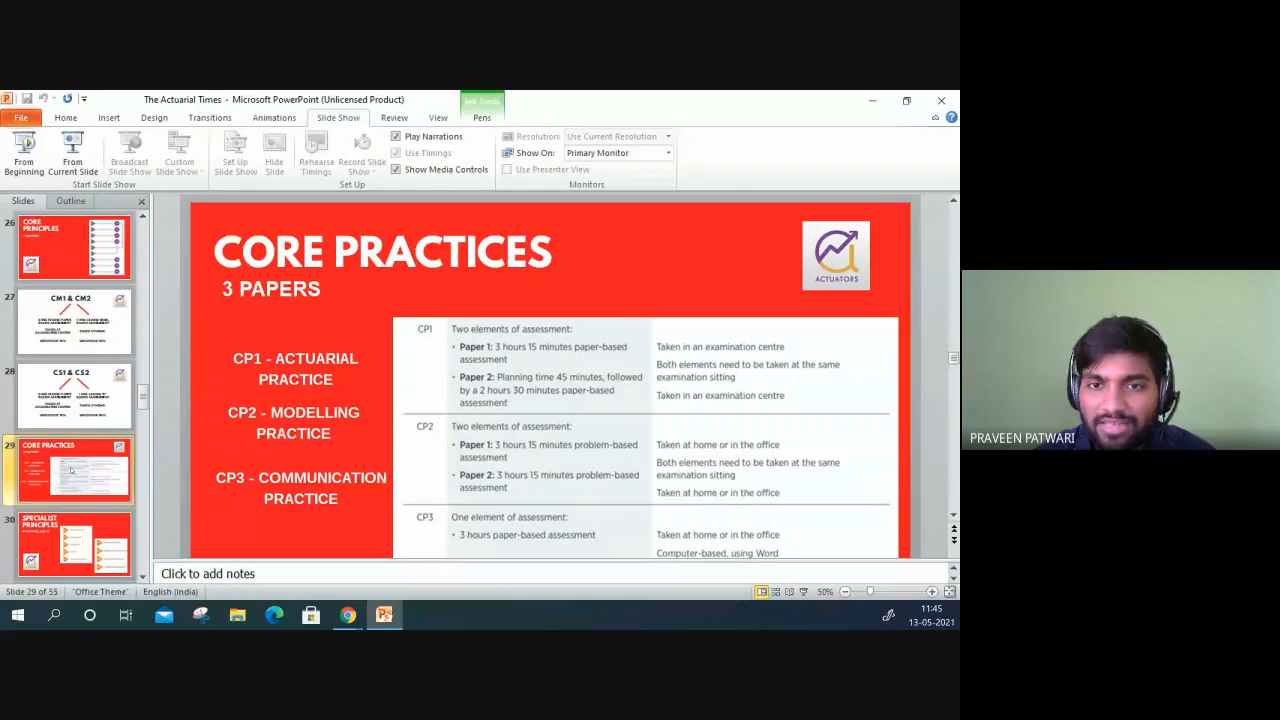 The Actuarial Times - Microsoft PowerPoint (Unlicensed Product)
Ink Tools
File Home Insert Design Transitions Animations Slide Show Review View Pens
From Beginning
From Current Slide
Broadcast Slide Show
Custom Slide Show
Start Slide Show
Set Up Slide Show
Hide Slide
Rehearse Timings
Record Slide Show
Play Narrations
Use Timings
Show Media Controls
Set Up
Resolution: Use Current Resolution
Show On: Primary Monitor
Use Presenter View
Monitors
Slides Outline
26
CORE
PRINCIPLES
27
CM1 & CM2
28
CS1 & CS2
29
CORE PRACTICES
30
SPECIALIST
PRINCIPLES
CORE PRACTICES
3 PAPERS
ACTUATORS
CP1 - ACTUARIAL
PRACTICE
CP2 - MODELLING
PRACTICE
CP3 - COMMUNICATION
PRACTICE
CP1 Two elements of assessment:
• Paper 1: 3 hours 15 minutes paper-based
assessment
Taken in an examination centre
Both elements need to be taken at the same
examination sitting
• Paper 2: Planning time 45 minutes, followed
by a 2 hours 30 minutes paper-based
assessment
Taken in an examination centre
CP2 Two elements of assessment:
• Paper 1: 3 hours 15 minutes problem-based
assessment
Taken at home or in the office
Both elements need to be taken at the same
examination sitting
• Paper 2: 3 hours 15 minutes problem-based
assessment
Taken at home or in the office
CP3 One element of assessment:
• 3 hours paper-based assessment
Taken at home or in the office
Computer-based, using Word
Click to add notes
Slide 29 of 55 "Office Theme" English (India) 50%
11:45
13-05-2021
PRAVEEN PATWARI